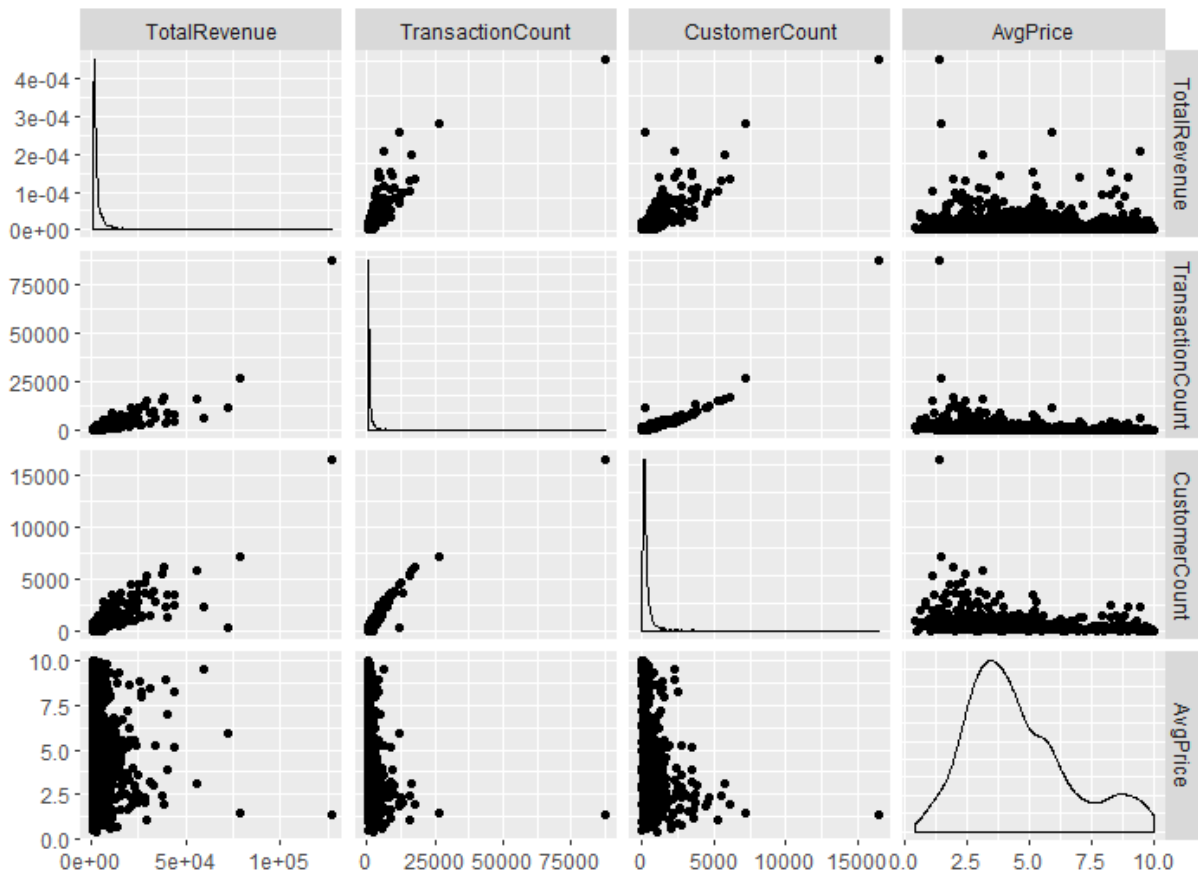 TotalRevenue TransactionCount CustomerCount AvgPrice
4e-04
3e-04
2e-04
1e-04
0e+00
TotalRevenue
75000
50000
25000
0
TransactionCount
15000
10000
5000
0
CustomerCount
10.0
7.5
5.0
2.5
0.0
AvgPrice
0e+00 5e+04 1e+05 0 25000 50000 75000 0 5000 10000 15000 0.0 2.5 5.0 7.5 10.0